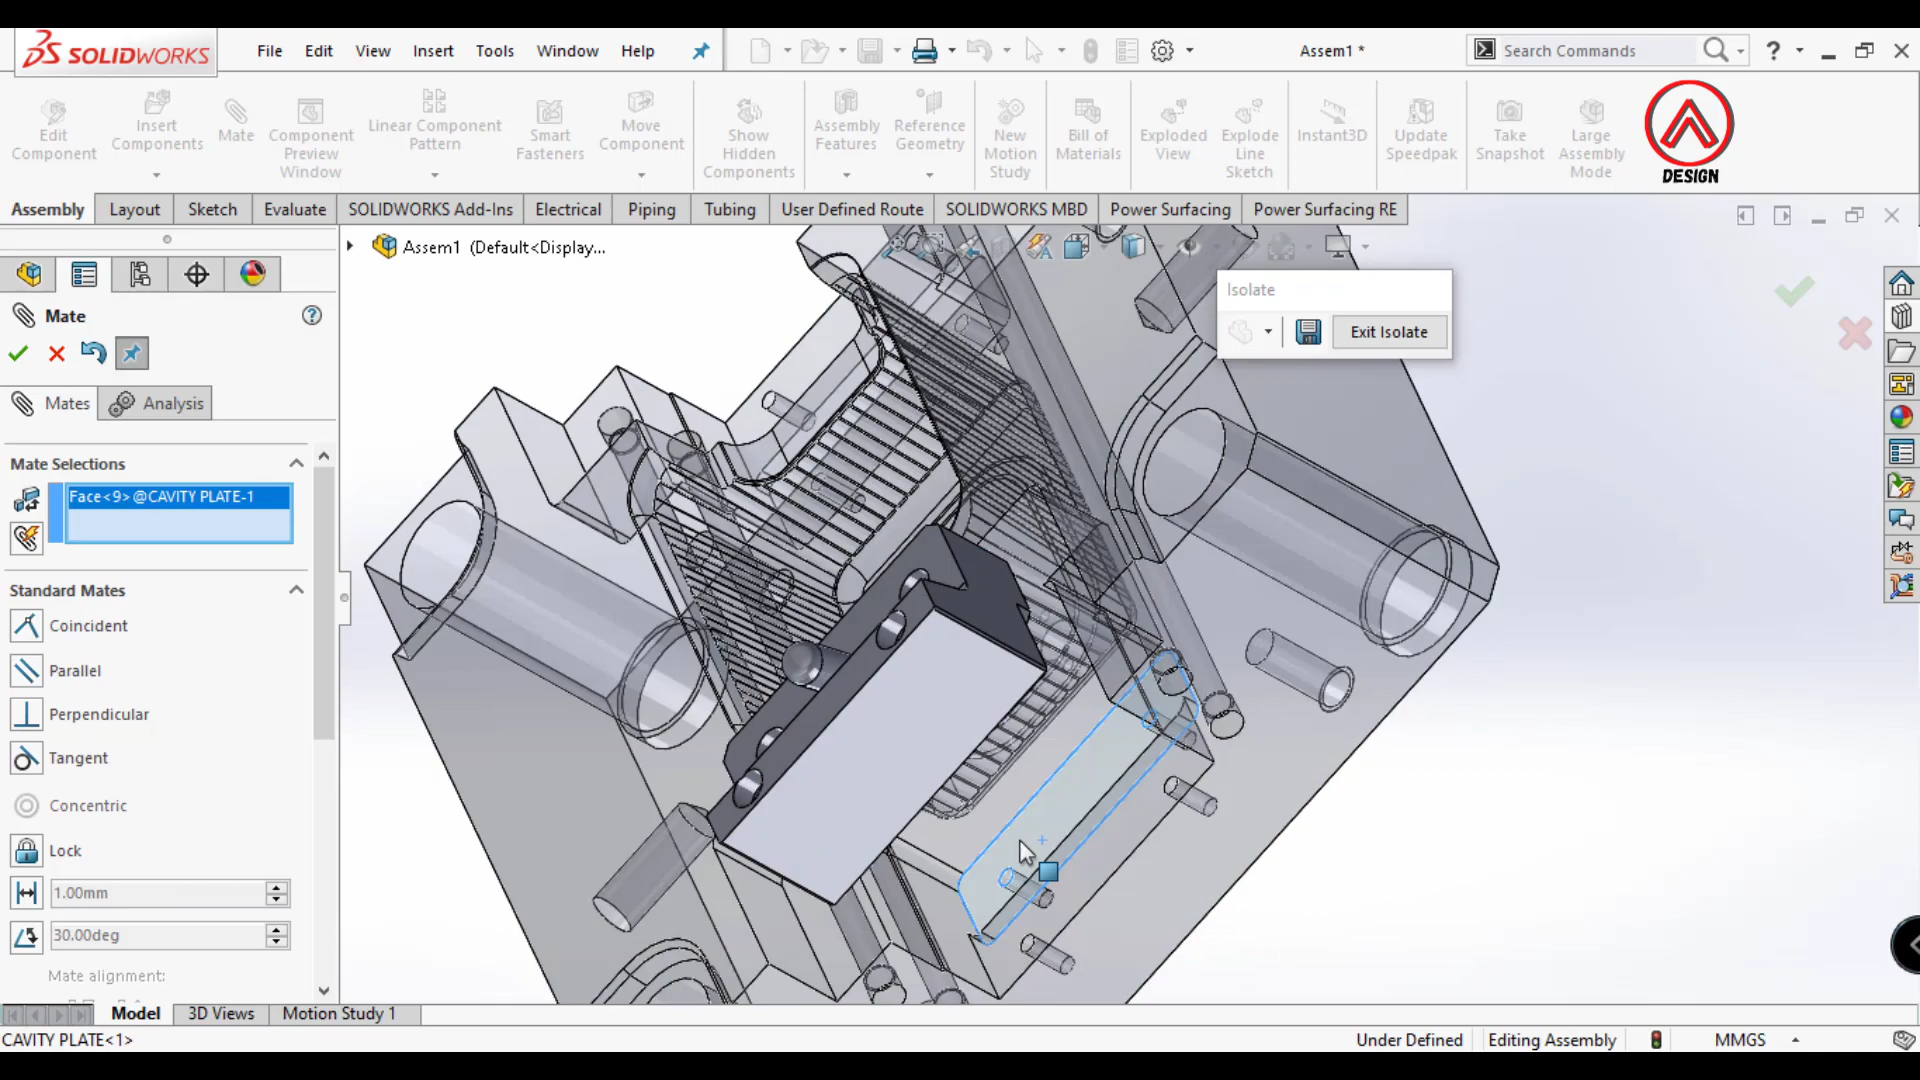 SOLIDWORKS
File Edit View Insert Tools Window Help
Assem1 *
Search Commands
?
Edit Component
Insert Components
Mate
Component Preview Window
Linear Component Pattern
Smart Fasteners
Move Component
Show Hidden Components
Assembly Features
Reference Geometry
New Motion Study
Bill of Materials
Exploded View
Explode Line Sketch
Instant3D
Update Speedpak
Take Snapshot
Large Assembly Mode
DESIGN
Assembly Layout Sketch Evaluate SOLIDWORKS Add-Ins Electrical Piping Tubing User Defined Route SOLIDWORKS MBD Power Surfacing Power Surfacing RE
Assem1 (Default<Display...
Isolate
Exit Isolate
Mate
?
Mates
Analysis
Mate Selections
Face<9>@CAVITY PLATE-1
Standard Mates
Coincident
Parallel
Perpendicular
Tangent
Concentric
Lock
1.00mm
30.00deg
Mate alignment:
Model 3D Views Motion Study 1
CAVITY PLATE<1>
Under Defined
Editing Assembly
MMGS